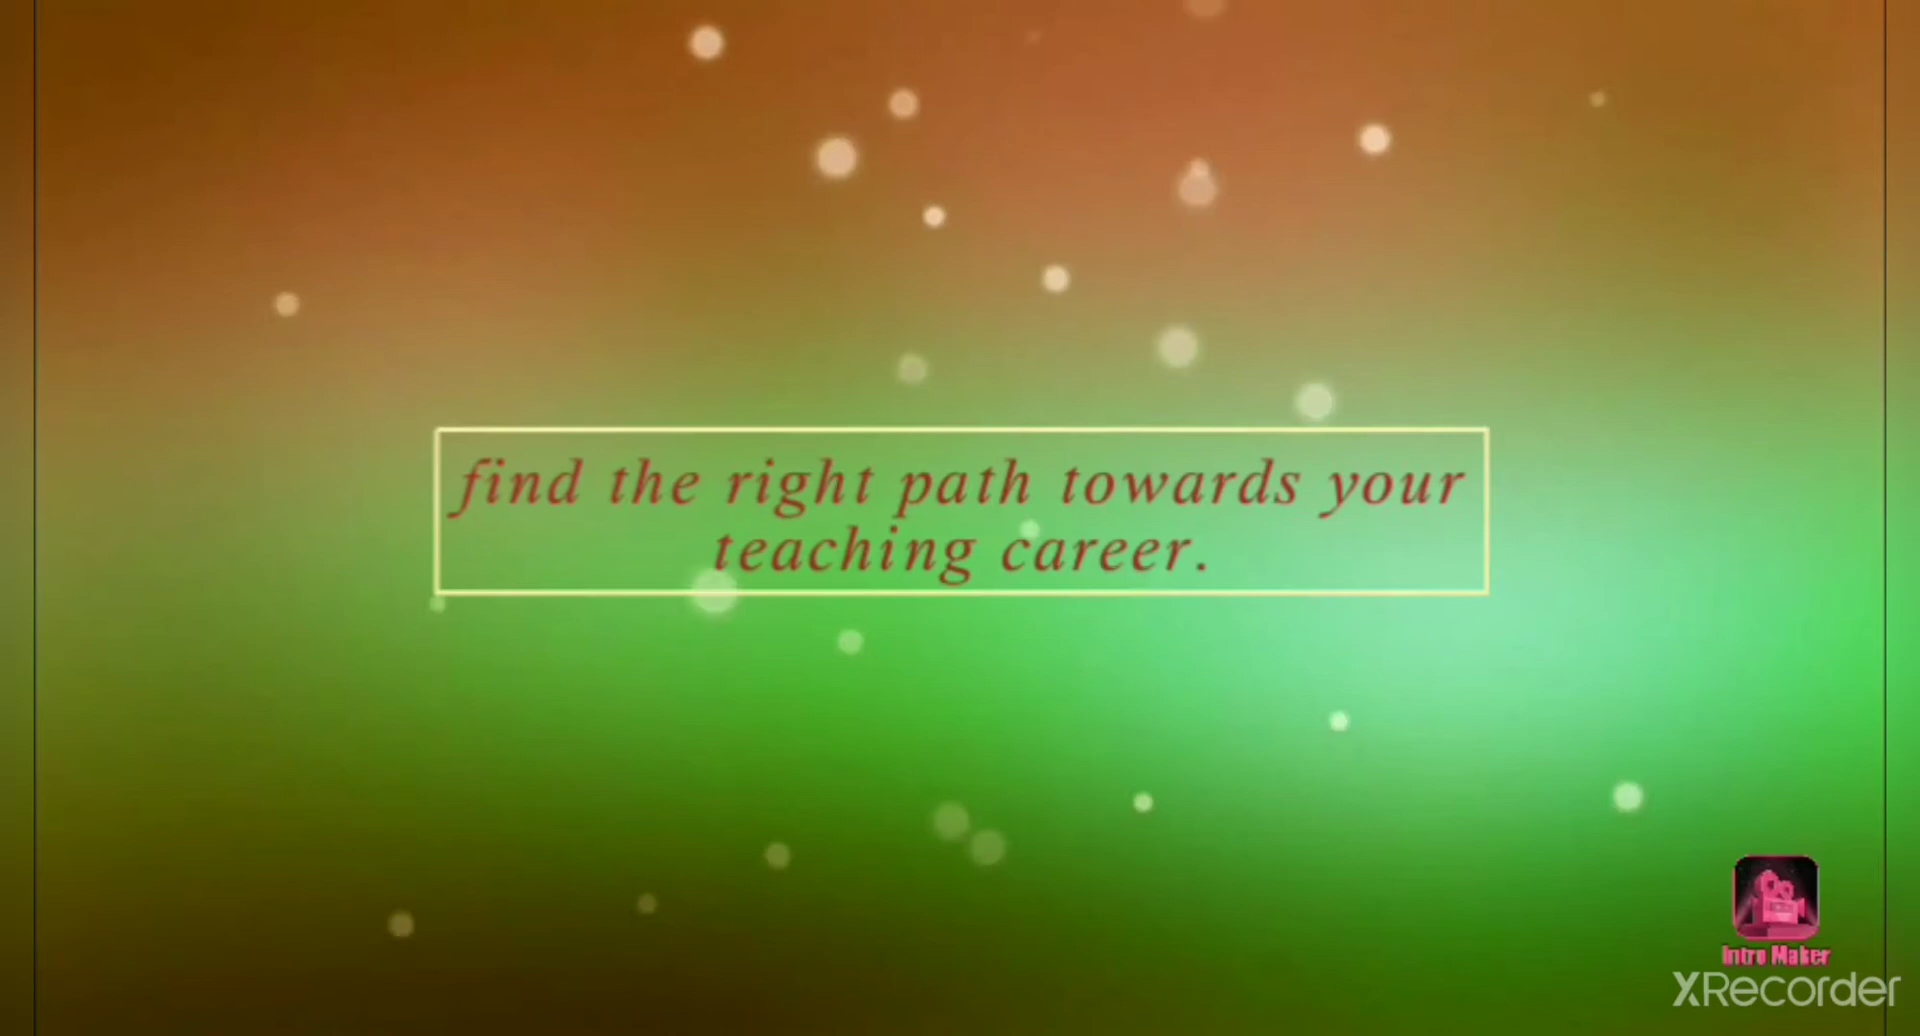 find the right path towards your
teaching career.
Intro Maker
XRecorder